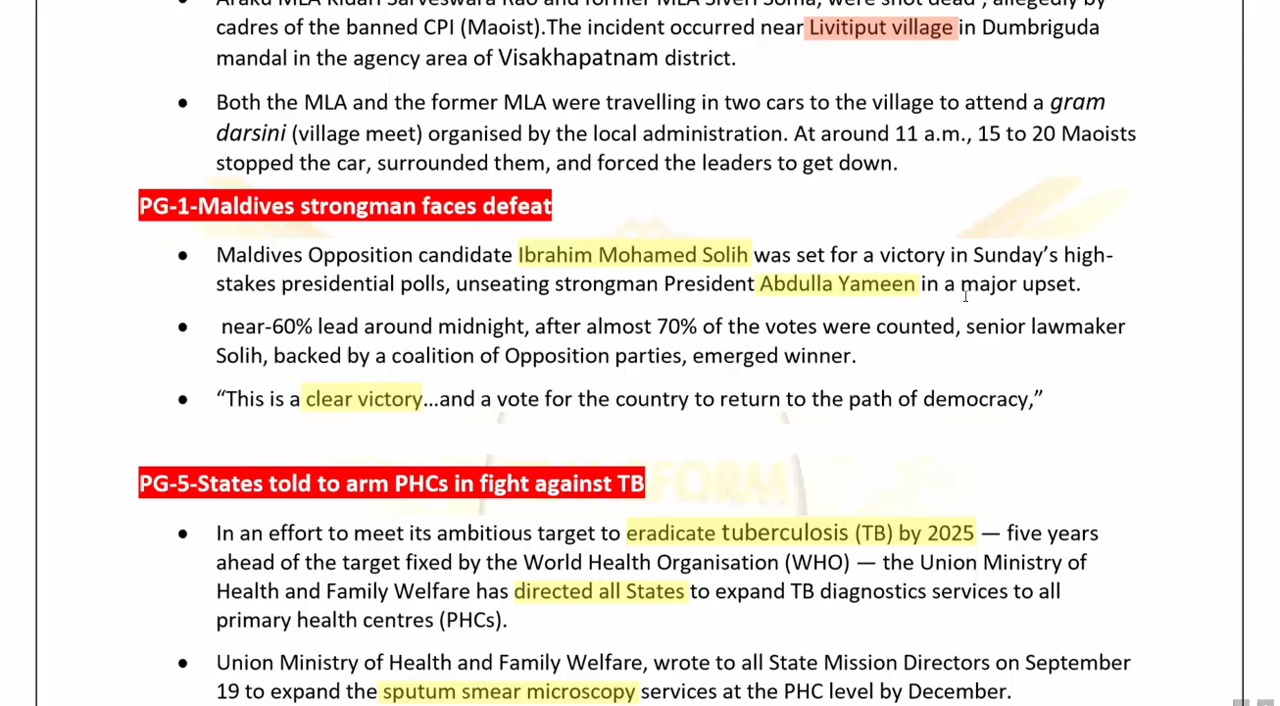 Araku MLA Kidari Sarveswara Rao and former MLA Siveri Soma, were shot dead , allegedly by
cadres of the banned CPI (Maoist).The incident occurred near Livitiput village in Dumbriguda
mandal in the agency area of Visakhapatnam district.
• Both the MLA and the former MLA were travelling in two cars to the village to attend a gram
darsini (village meet) organised by the local administration. At around 11 a.m., 15 to 20 Maoists
stopped the car, surrounded them, and forced the leaders to get down.
PG-1-Maldives strongman faces defeat
• Maldives Opposition candidate Ibrahim Mohamed Solih was set for a victory in Sunday’s high-
stakes presidential polls, unseating strongman President Abdulla Yameen in a major upset.
• near-60% lead around midnight, after almost 70% of the votes were counted, senior lawmaker
Solih, backed by a coalition of Opposition parties, emerged winner.
• “This is a clear victory…and a vote for the country to return to the path of democracy,”
PG-5-States told to arm PHCs in fight against TB
FORM
• In an effort to meet its ambitious target to eradicate tuberculosis (TB) by 2025 — five years
ahead of the target fixed by the World Health Organisation (WHO) — the Union Ministry of
Health and Family Welfare has directed all States to expand TB diagnostics services to all
primary health centres (PHCs).
• Union Ministry of Health and Family Welfare, wrote to all State Mission Directors on September
19 to expand the sputum smear microscopy services at the PHC level by December.